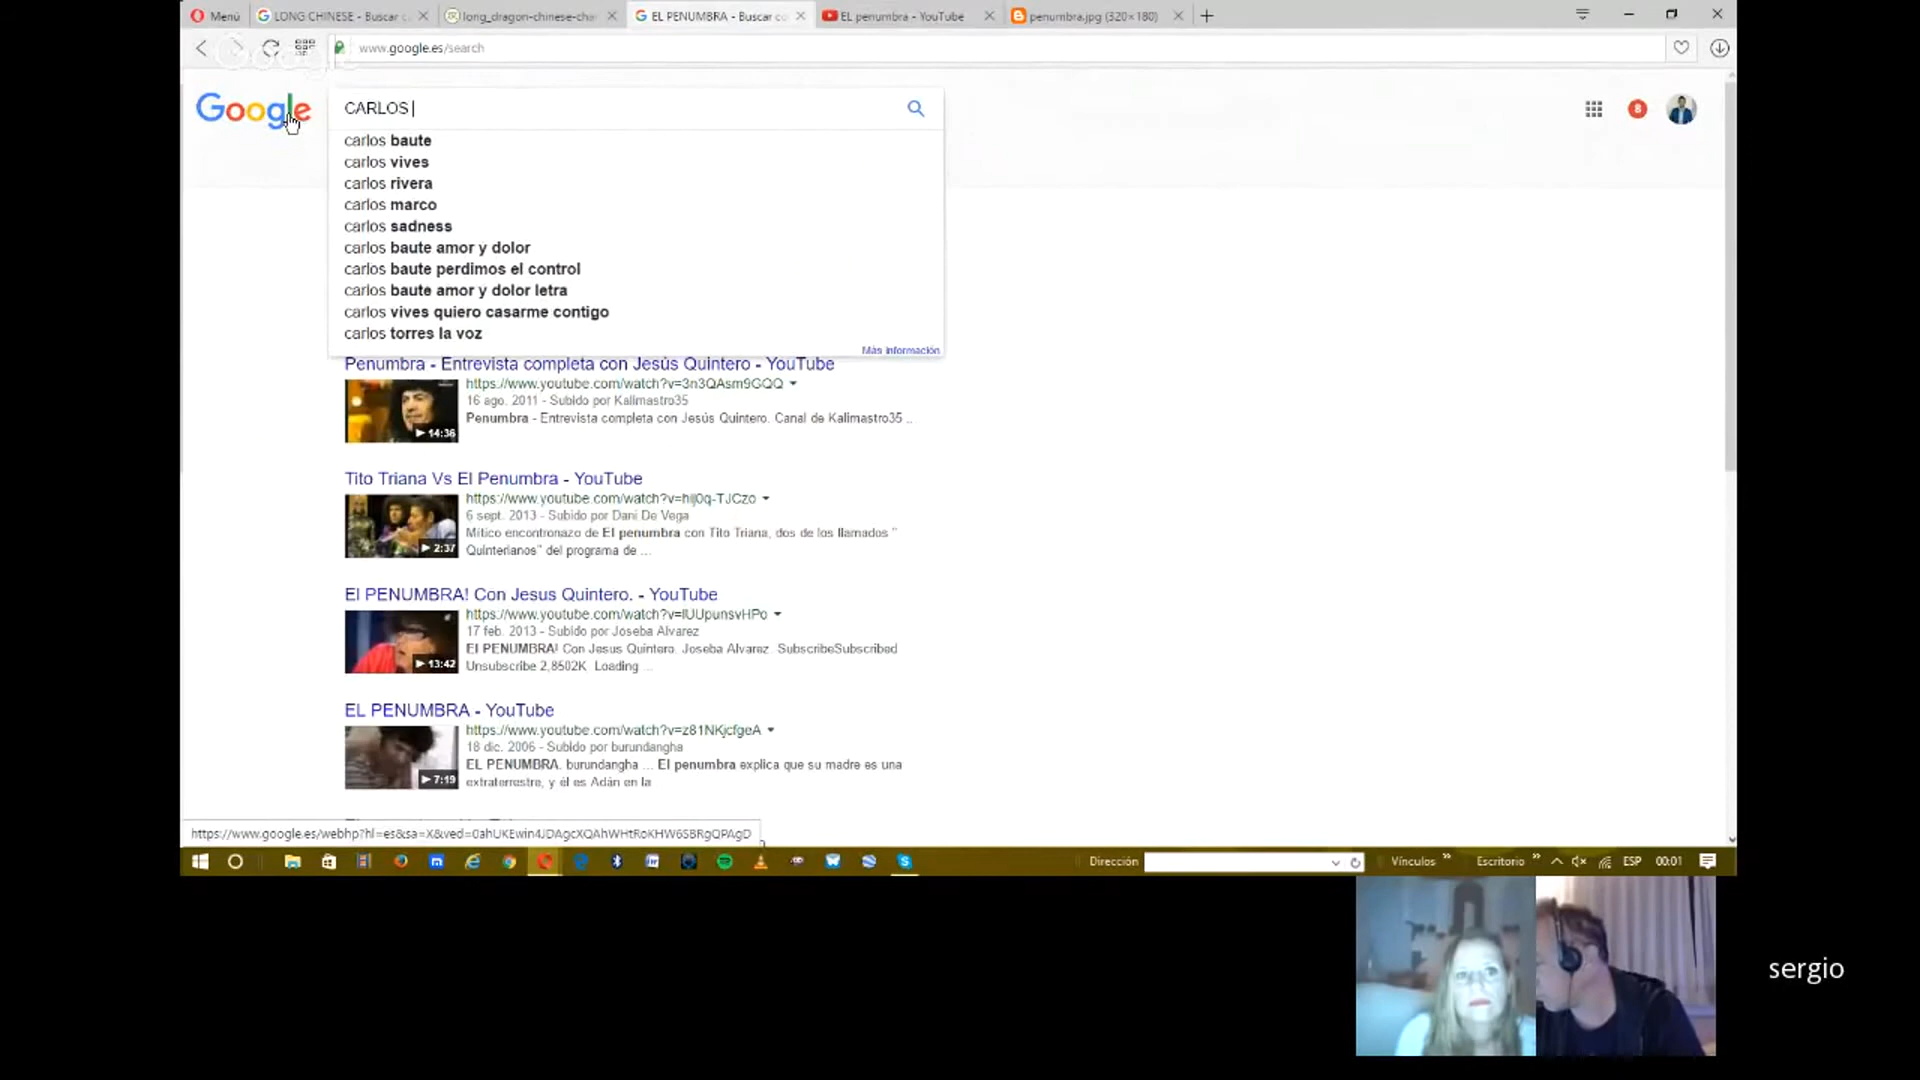 Menú
LONG CHINESE - Buscar c
long_dragon-chinese-cha
EL PENUMBRA - Buscar co
EL penumbra - YouTube
penumbra.jpg (320×180)
www.google.es/search
Google
CARLOS
8
carlos baute
carlos vives
carlos rivera
carlos marco
carlos sadness
carlos baute amor y dolor
carlos baute perdimos el control
carlos baute amor y dolor letra
carlos vives quiero casarme contigo
carlos torres la voz
Más información
Penumbra - Entrevista completa con Jesús Quintero - YouTube
https://www.youtube.com/watch?v=3n3QAsm9GQQ
16 ago. 2011 - Subido por Kalimastro35
Penumbra - Entrevista completa con Jesús Quintero. Canal de Kalimastro35 ..
14:36
Tito Triana Vs El Penumbra - YouTube
https://www.youtube.com/watch?v=hij0q-TJCzo
6 sept. 2013 - Subido por Dani De Vega
Mítico encontronazo de El penumbra con Tito Triana, dos de los llamados "
Quinterianos" del programa de ...
2:37
El PENUMBRA! Con Jesus Quintero. - YouTube
https://www.youtube.com/watch?v=lUUpunsvHPo
17 feb. 2013 - Subido por Joseba Alvarez
El PENUMBRA! Con Jesus Quintero. Joseba Alvarez. SubscribeSubscribed
Unsubscribe 2,8502K. Loading ...
13:42
EL PENUMBRA - YouTube
https://www.youtube.com/watch?v=z81NKjcfgeA
18 dic. 2006 - Subido por burundangha
EL PENUMBRA. burundangha ... El penumbra explica que su madre es una
extraterrestre, y él es Adán en la
7:19
https://www.google.es/webhp?hl=es&sa=X&ved=0ahUKEwin4JDAgcXQAhWHtRoKHW6SBRgQPAgD
Dirección
Vínculos
Escritorio
ESP
00:01
sergio